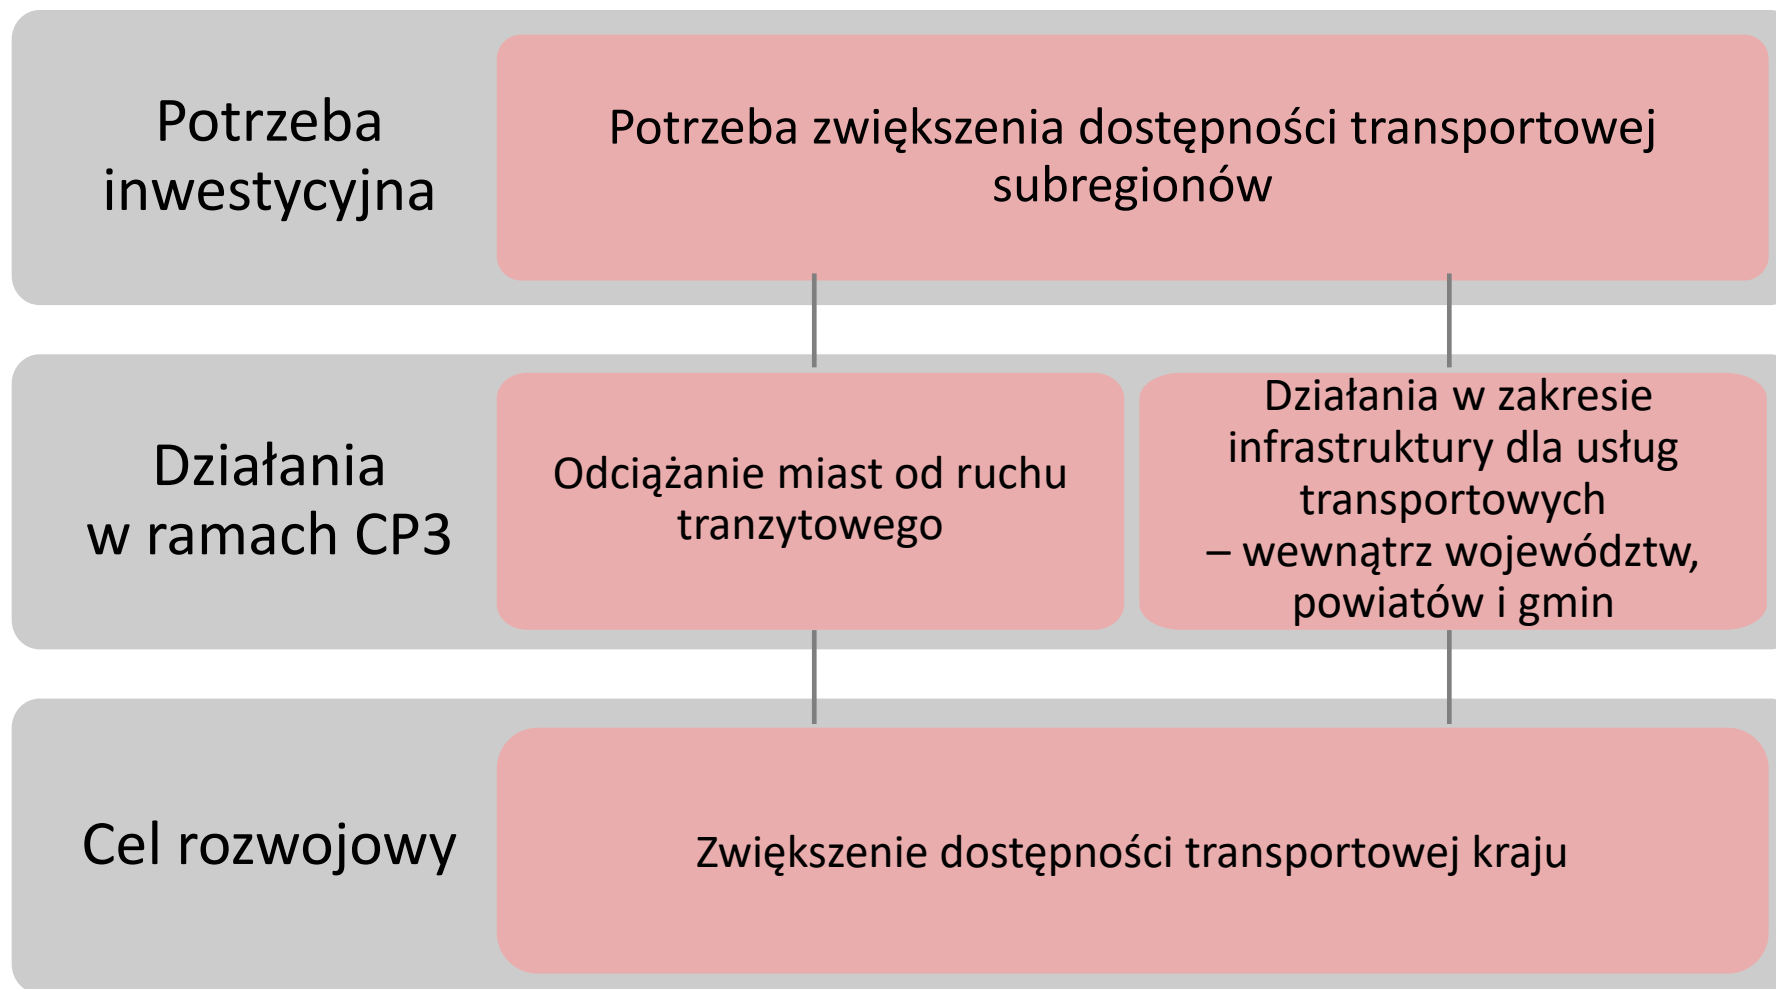 Potrzeba
inwestycyjna
Potrzeba zwiększenia dostępności transportowej
subregionów
Działania
w ramach CP3
Odciążanie miast od ruchu
tranzytowego
Działania w zakresie
infrastruktury dla usług
transportowych
– wewnątrz województw,
powiatów i gmin
Cel rozwojowy
Zwiększenie dostępności transportowej kraju